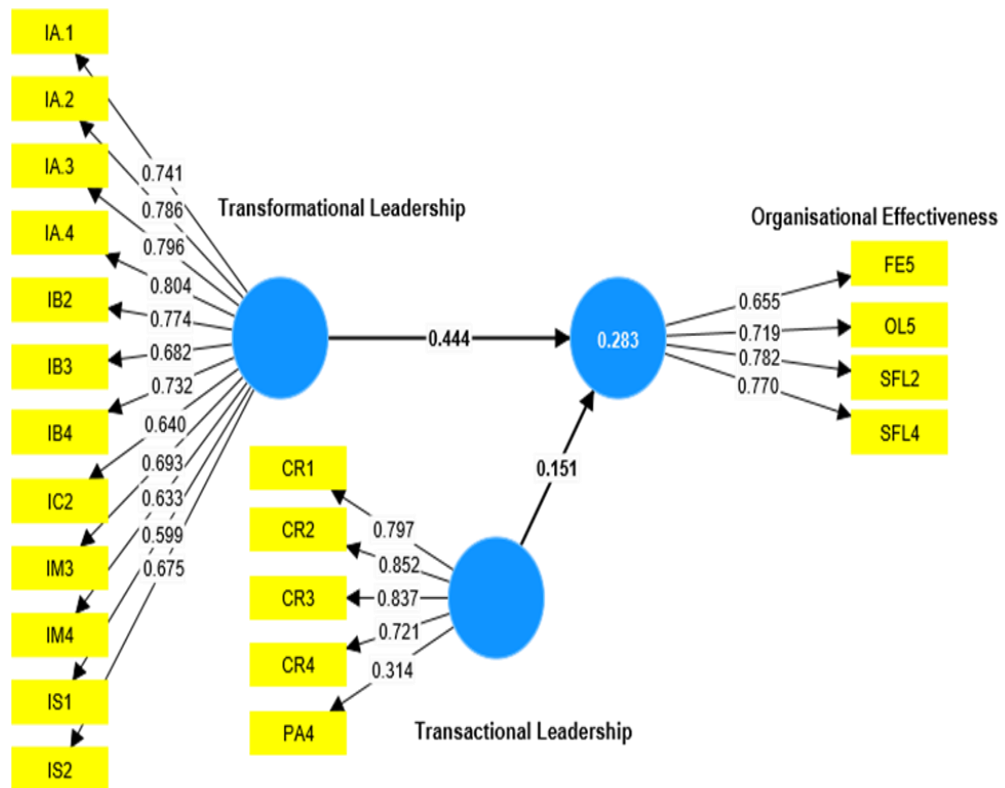 IA.1
IA.2
IA.3
IA.4
IB2
IB3
IB4
IC2
IM3
IM4
IS1
IS2
0.741
0.786
0.796
0.804
0.774
0.682
0.732
0.640
0.693
0.633
0.599
0.675
Transformational Leadership
0.444
0.283
Organisational Effectiveness
0.655
0.719
0.782
0.770
FE5
OL5
SFL2
SFL4
0.151
CR1
CR2
CR3
CR4
PA4
0.797
0.852
0.837
0.721
0.314
Transactional Leadership